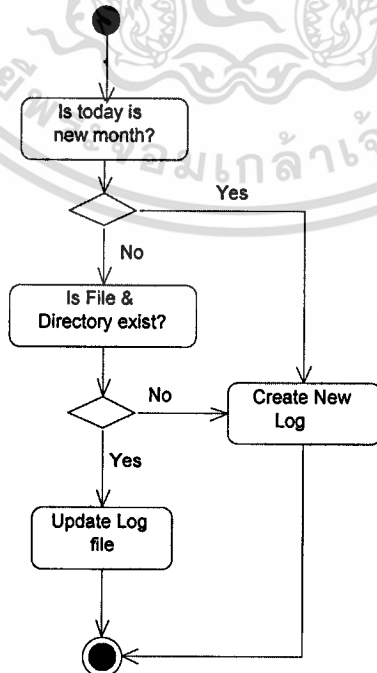 Is today is
new month?
Yes
No
Is File &
Directory exist?
No
Create New
Log
Yes
Update Log
file